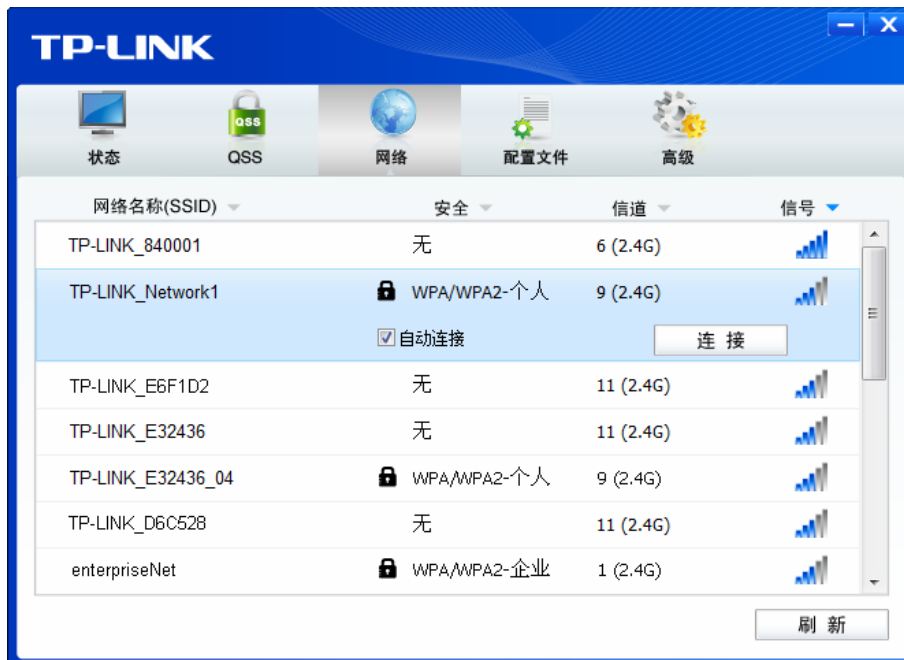 TP-LINK
QSS
状态 QSS 网络 配置文件 高级
网络名称(SSID) 安全 信道 信号
TP-LINK_840001 无 6 (2.4G)
TP-LINK_Network1 WPA/WPA2-个人 9 (2.4G)
自动连接 连 接
TP-LINK_E6F1D2 无 11 (2.4G)
TP-LINK_E32436 无 11 (2.4G)
TP-LINK_E32436_04 WPA/WPA2-个人 9 (2.4G)
TP-LINK_D6C528 无 11 (2.4G)
enterpriseNet WPA/WPA2-企业 1 (2.4G)
刷 新